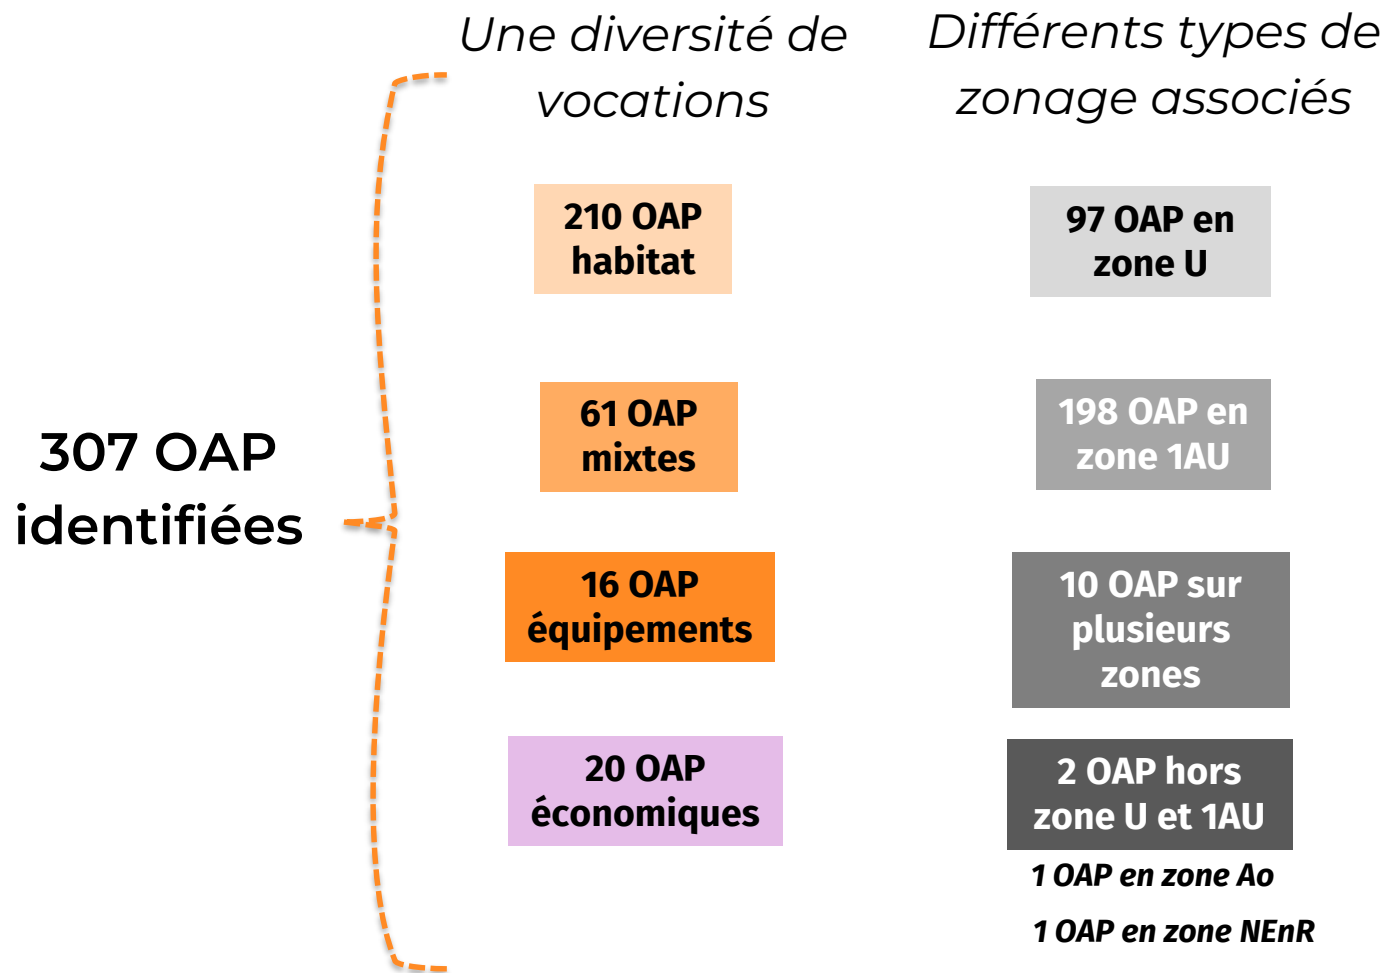 307 OAP
identifiées
Une diversité de
vocations
210 OAP
habitat
61 OAP
mixtes
16 OAP
équipements
20 OAP
économiques
Différents types de
zonage associés
97 OAP en
zone U
198 OAP en
zone 1AU
10 OAP sur
plusieurs
zones
2 OAP hors
zone U et 1AU
1 OAP en zone Ao
1 OAP en zone NEnR